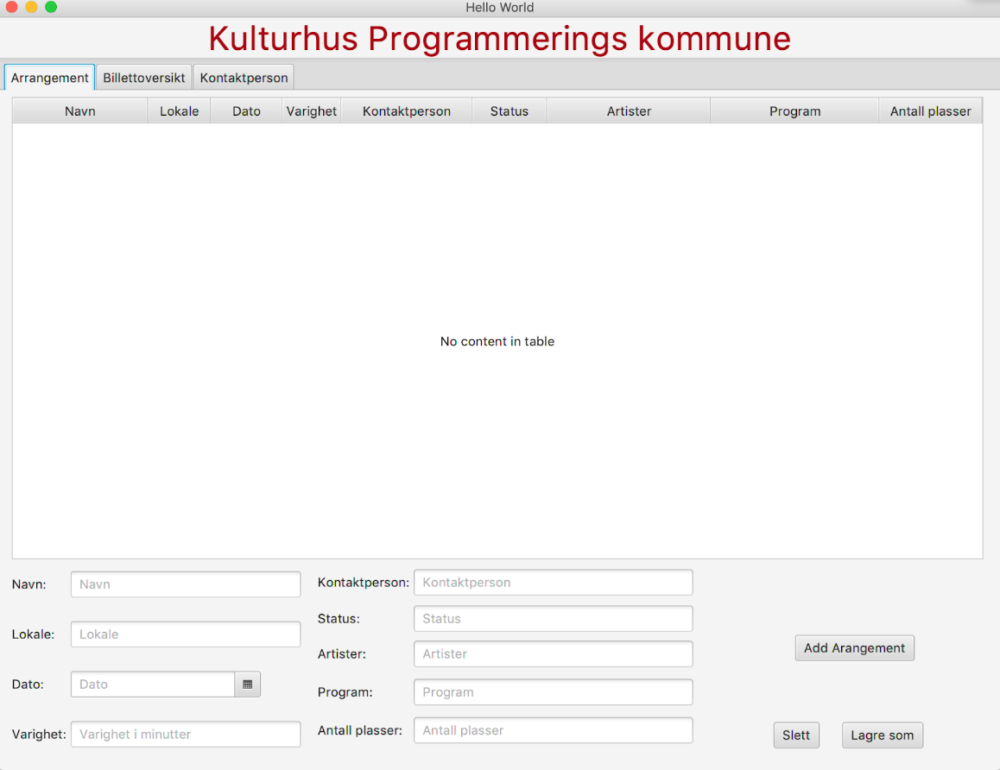 Hello World
Kulturhus Programmerings kommune
Arrangement Billettoversikt Kontaktperson
Navn Lokale Dato Varighet Kontaktperson Status Artister Program Antall plasser
No content in table
Navn: Navn
Lokale: Lokale
Dato: Dato
Varighet: Varighet i minutter
Kontaktperson: Kontaktperson
Status: Status
Artister: Artister
Program: Program
Antall plasser: Antall plasser
Add Arangement
Slett Lagre som